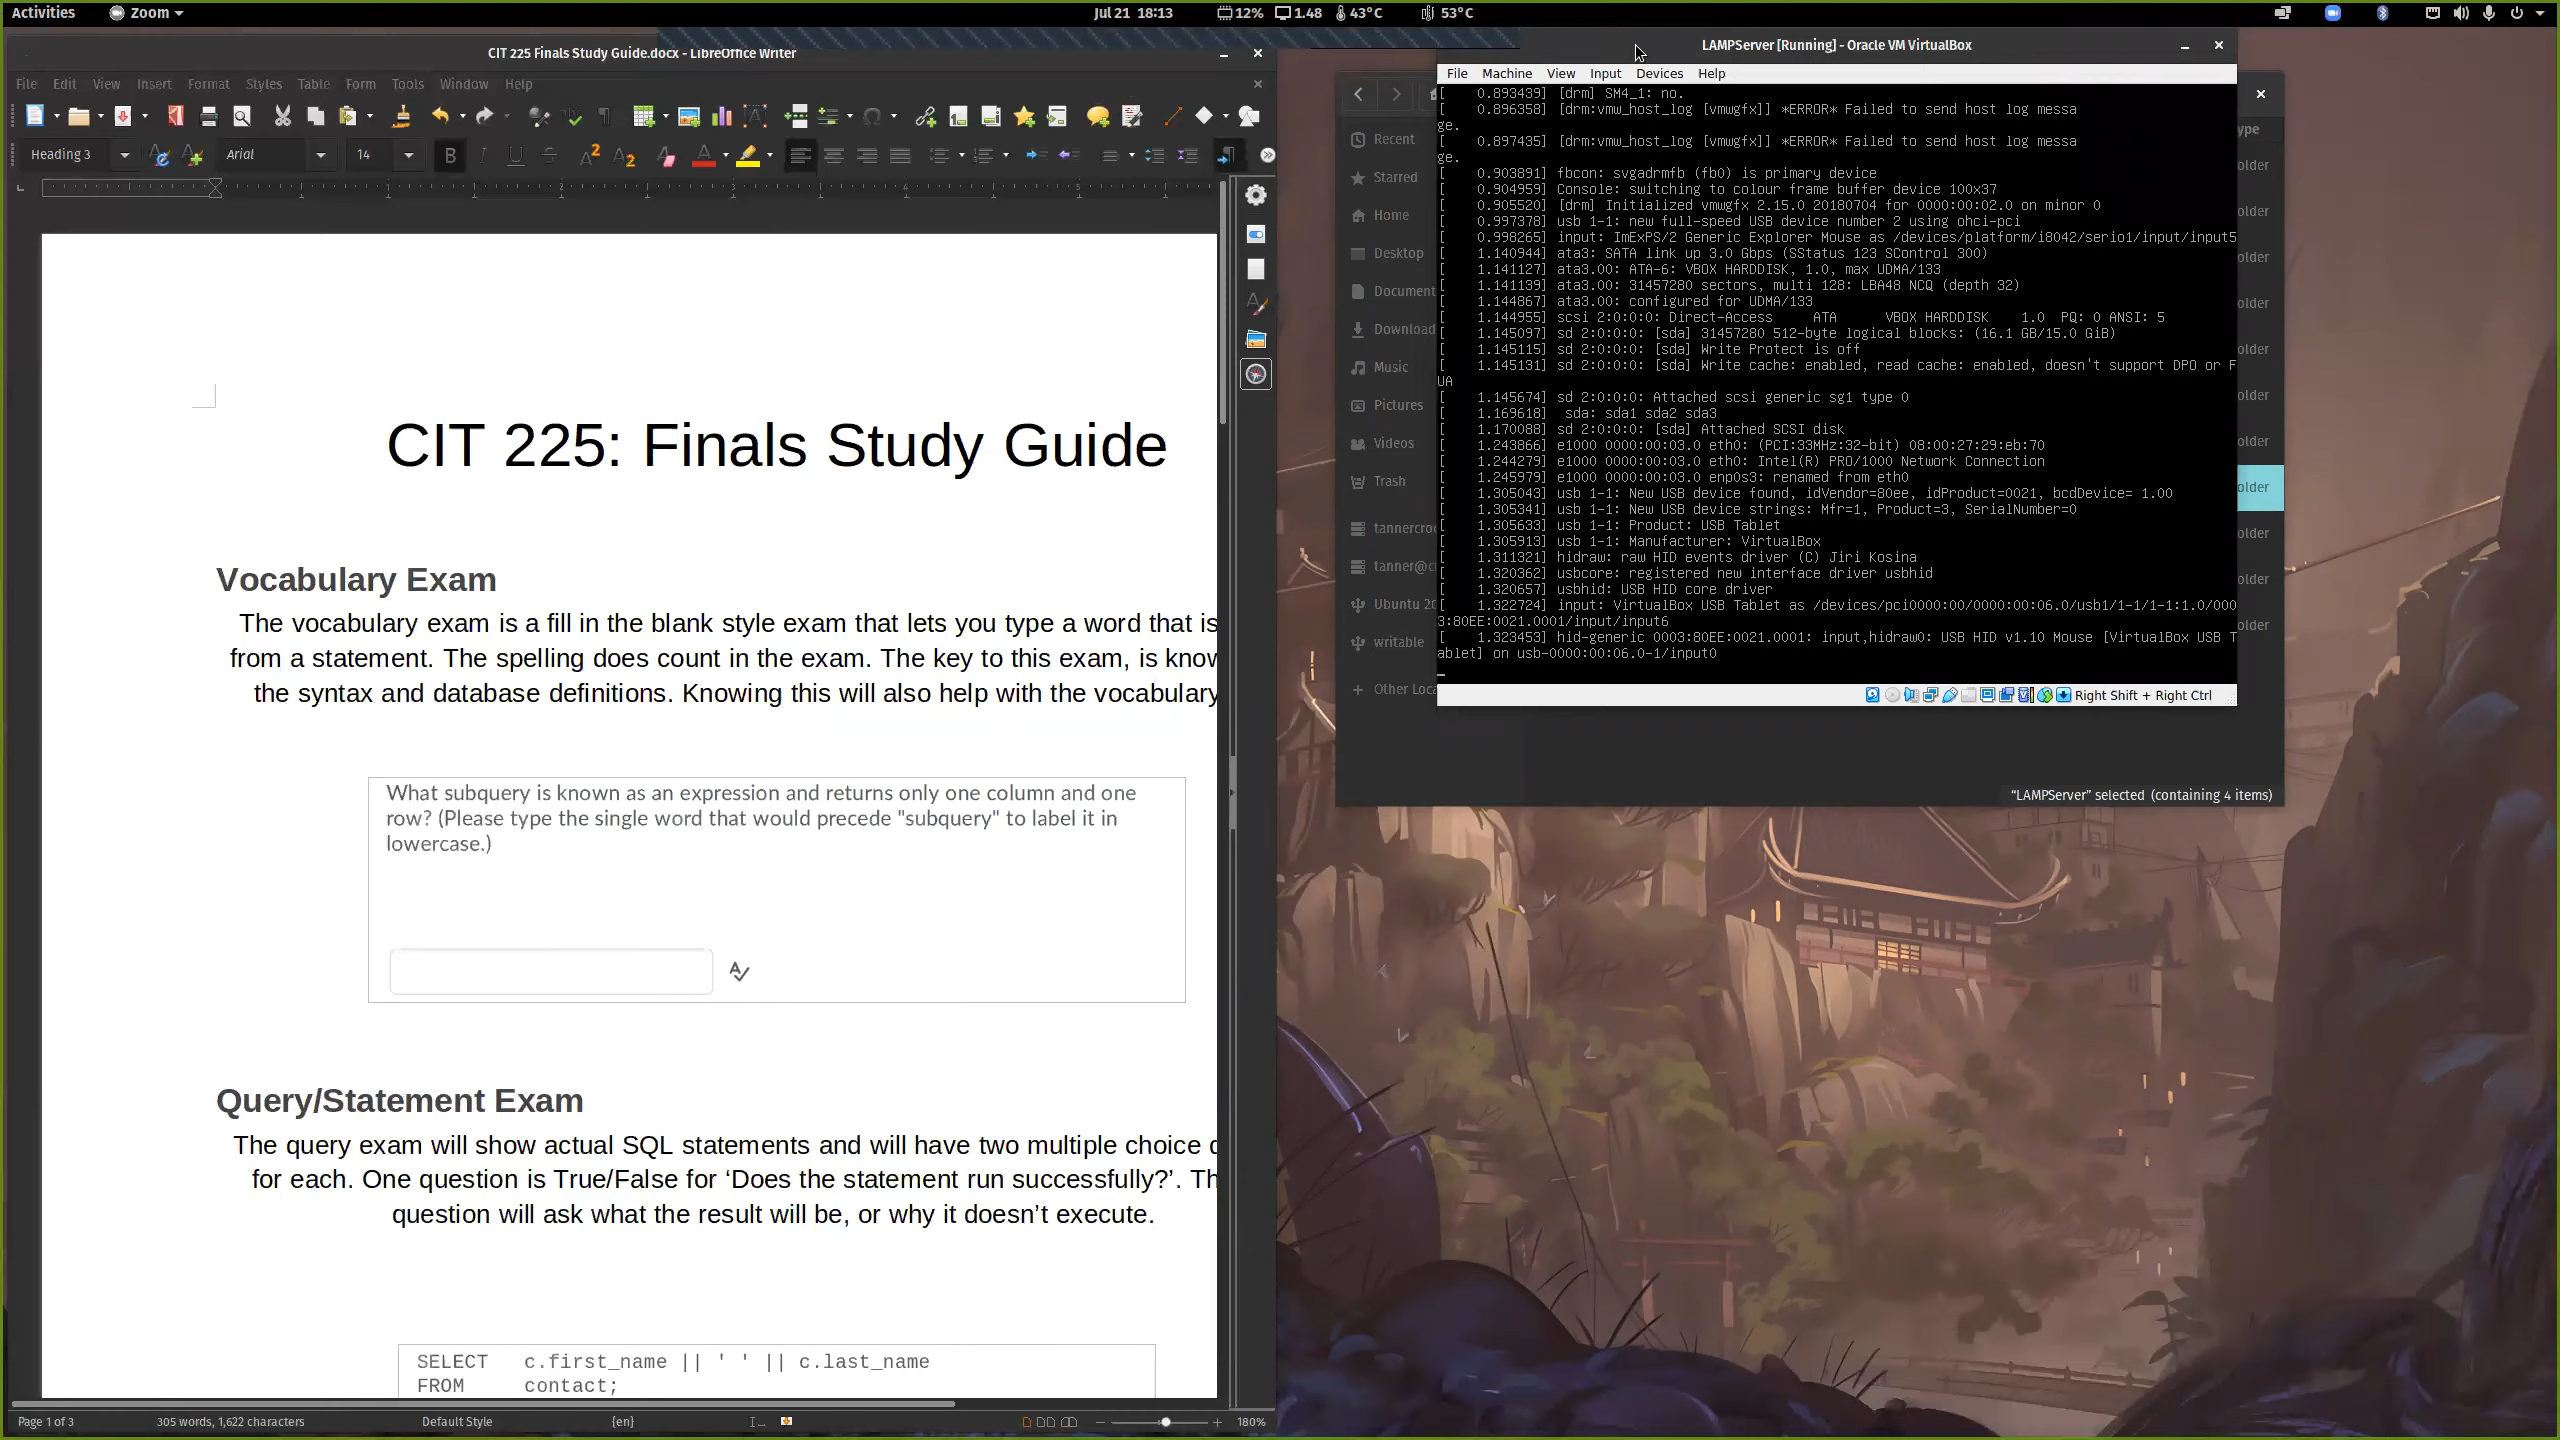 Activities
Zoom
Jul 21 18:13
12%
1.48
43°C
53°C
CIT 225 Finals Study Guide.docx - LibreOffice Writer
File Edit View Insert Format Styles Table Form Tools Window Help
Heading 3
Arial
14
CIT 225: Finals Study Guide
Vocabulary Exam
The vocabulary exam is a fill in the blank style exam that lets you type a word that is
from a statement. The spelling does count in the exam. The key to this exam, is know
the syntax and database definitions. Knowing this will also help with the vocabulary
What subquery is known as an expression and returns only one column and one
row? (Please type the single word that would precede "subquery" to label it in
lowercase.)
Query/Statement Exam
The query exam will show actual SQL statements and will have two multiple choice
for each. One question is True/False for ‘Does the statement run successfully?’. Th
question will ask what the result will be, or why it doesn’t execute.
SELECT c.first_name || ' ' || c.last_name
FROM contact;
Page 1 of 3
305 words, 1,622 characters
Default Style
{en}
180%
LAMPServer [Running] - Oracle VM VirtualBox
File Machine View Input Devices Help
[ 0.893439] [drm] SM4_1: no.
[ 0.896358] [drm:vmw_host_log [vmwgfx]] *ERROR* Failed to send host log messa
ge.
[ 0.897435] [drm:vmw_host_log [vmwgfx]] *ERROR* Failed to send host log messa
ge.
[ 0.903891] fbcon: svgadrmfb (fb0) is primary device
[ 0.904959] Console: switching to colour frame buffer device 100x37
[ 0.905520] [drm] Initialized vmwgfx 2.15.0 20180704 for 0000:00:02.0 on minor 0
[ 0.997378] usb 1-1: new full-speed USB device number 2 using ohci-pci
[ 0.998265] input: ImExPS/2 Generic Explorer Mouse as /devices/platform/i8042/serio1/input/input5
[ 1.140944] ata3: SATA link up 3.0 Gbps (SStatus 123 SControl 300)
[ 1.141127] ata3.00: ATA-6: VBOX HARDDISK, 1.0, max UDMA/133
[ 1.141139] ata3.00: 31457280 sectors, multi 128: LBA48 NCQ (depth 32)
[ 1.144867] ata3.00: configured for UDMA/133
[ 1.144955] scsi 2:0:0:0: Direct-Access ATA VBOX HARDDISK 1.0 PQ: 0 ANSI: 5
[ 1.145097] sd 2:0:0:0: [sda] 31457280 512-byte logical blocks: (16.1 GB/15.0 GiB)
[ 1.145115] sd 2:0:0:0: [sda] Write Protect is off
[ 1.145131] sd 2:0:0:0: [sda] Write cache: enabled, read cache: enabled, doesn't support DPO or F
UA
[ 1.145674] sd 2:0:0:0: Attached scsi generic sg1 type 0
[ 1.169618] sda: sda1 sda2 sda3
[ 1.170088] sd 2:0:0:0: [sda] Attached SCSI disk
[ 1.243866] e1000 0000:00:03.0 eth0: (PCI:33MHz:32-bit) 08:00:27:29:eb:70
[ 1.244279] e1000 0000:00:03.0 eth0: Intel(R) PRO/1000 Network Connection
[ 1.245979] e1000 0000:00:03.0 enp0s3: renamed from eth0
[ 1.305043] usb 1-1: New USB device found, idVendor=80ee, idProduct=0021, bcdDevice= 1.00
[ 1.305341] usb 1-1: New USB device strings: Mfr=1, Product=3, SerialNumber=0
[ 1.305633] usb 1-1: Product: USB Tablet
[ 1.305913] usb 1-1: Manufacturer: VirtualBox
[ 1.311321] hidraw: raw HID events driver (C) Jiri Kosina
[ 1.320362] usbcore: registered new interface driver usbhid
[ 1.320657] usbhid: USB HID core driver
[ 1.322724] input: VirtualBox USB Tablet as /devices/pci0000:00/0000:00:06.0/usb1/1-1/1-1:1.0/000
3:80EE:0021.0001/input/input6
[ 1.323453] hid-generic 0003:80EE:0021.0001: input,hidraw0: USB HID v1.10 Mouse [VirtualBox USB T
ablet] on usb-0000:00:06.0-1/input0
Right Shift + Right Ctrl
Recent
Starred
Home
Desktop
Document
Download
Music
Pictures
Videos
Trash
tannercro
tanner@c
Ubuntu 20
writable
Other Loca
ype
older
older
older
older
older
older
older
older
older
older
older
“LAMPServer” selected (containing 4 items)